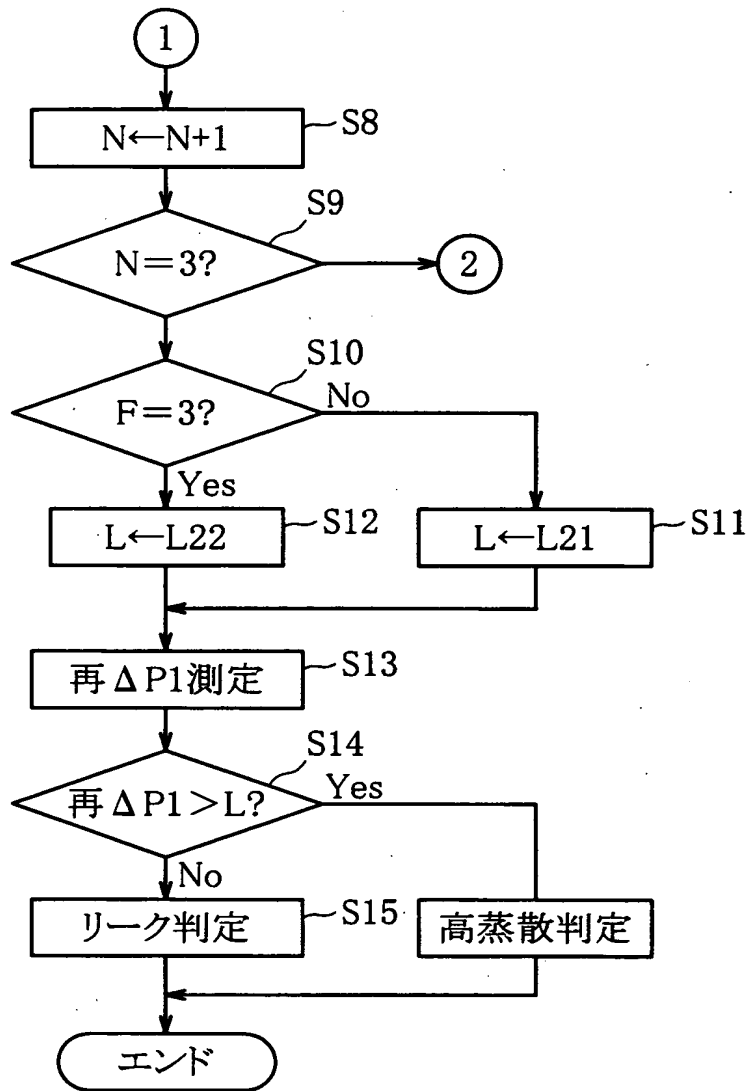 1
N←N+1
S8
S9
N=3?
2
S10
F=3?
No
Yes
L←L22
S12
L←L21
S11
再ΔP1測定
S13
S14
再ΔP1>L?
Yes
No
リーク判定
S15
高蒸散判定
エンド